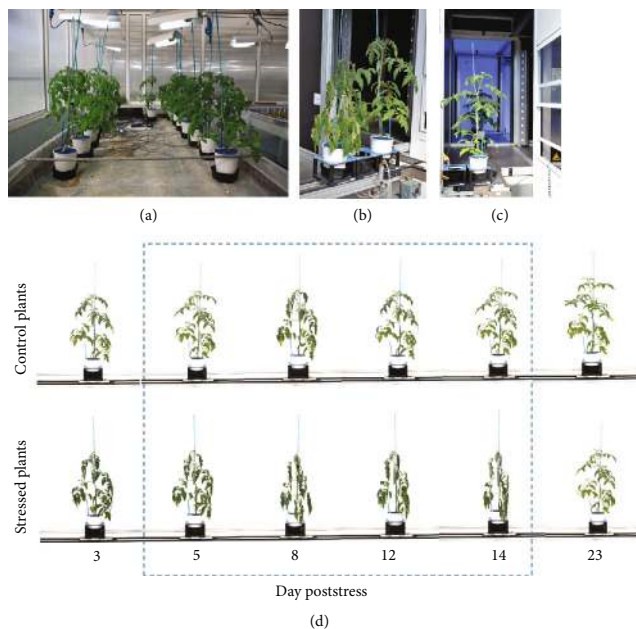 (a)
(b)
(c)
Control plants
Stressed plants
3
5
8
12
14
23
Day poststress
(d)